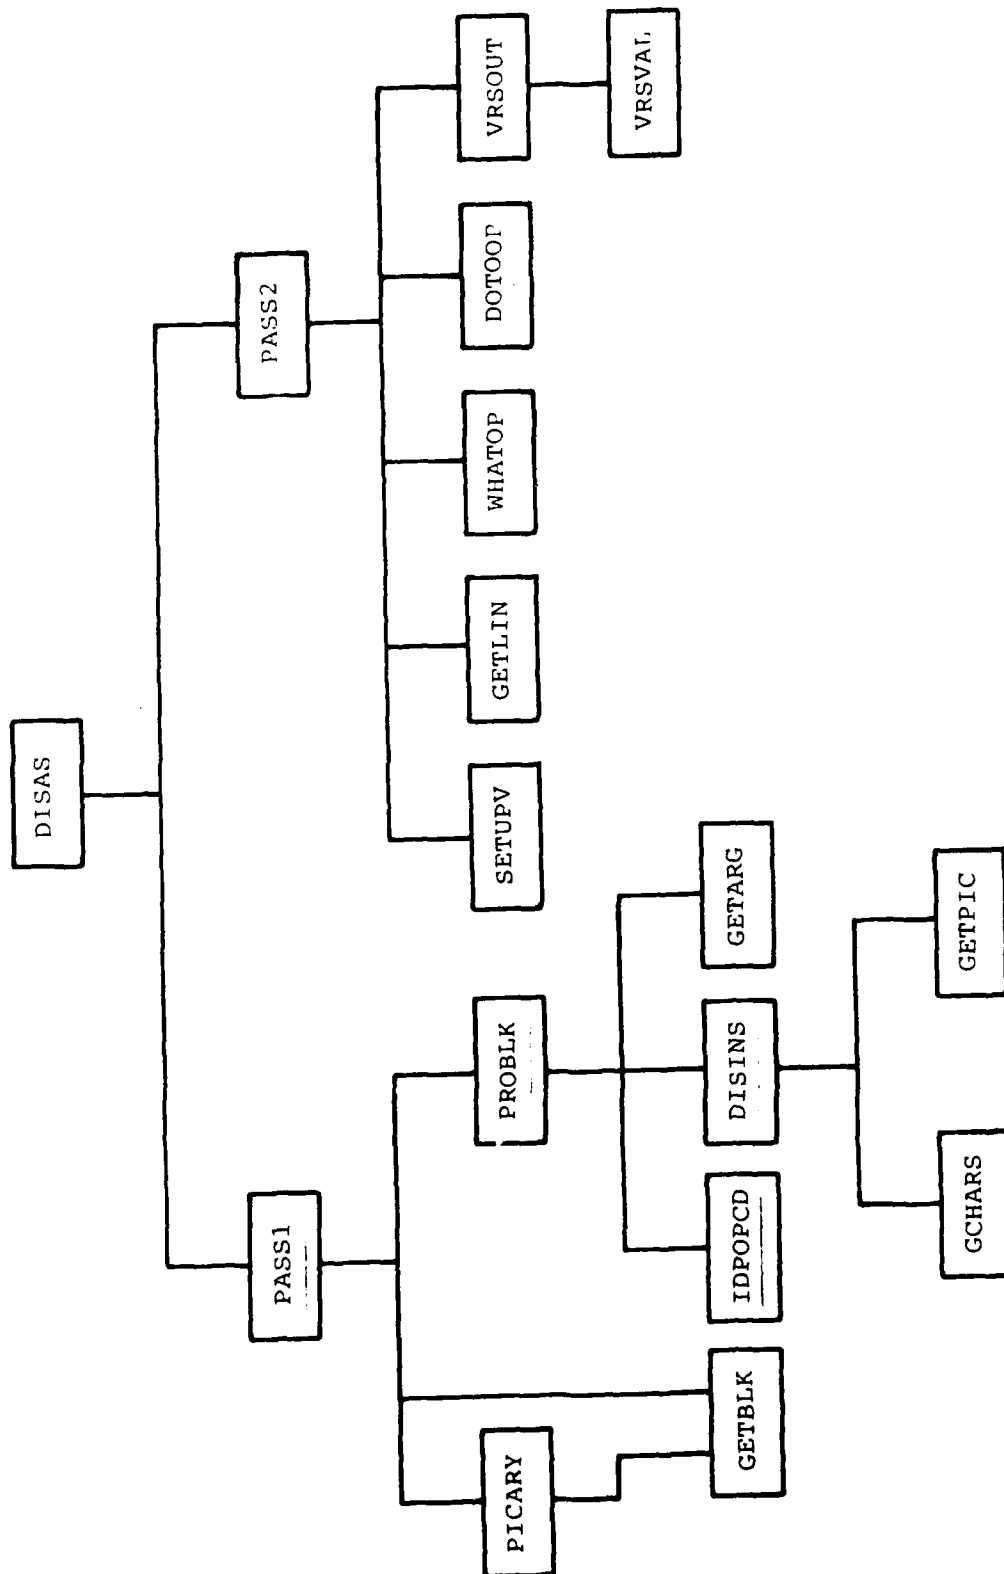 DISAS
PASS1
PASS2
PICARY
PROBLK
SETUPV
GETLIN
WHATOP
DOTOOP
VRSOUT
GETBLK
IDPOPCD
DISINS
GETARG
VRSVAL
GCHARS
GETPIC